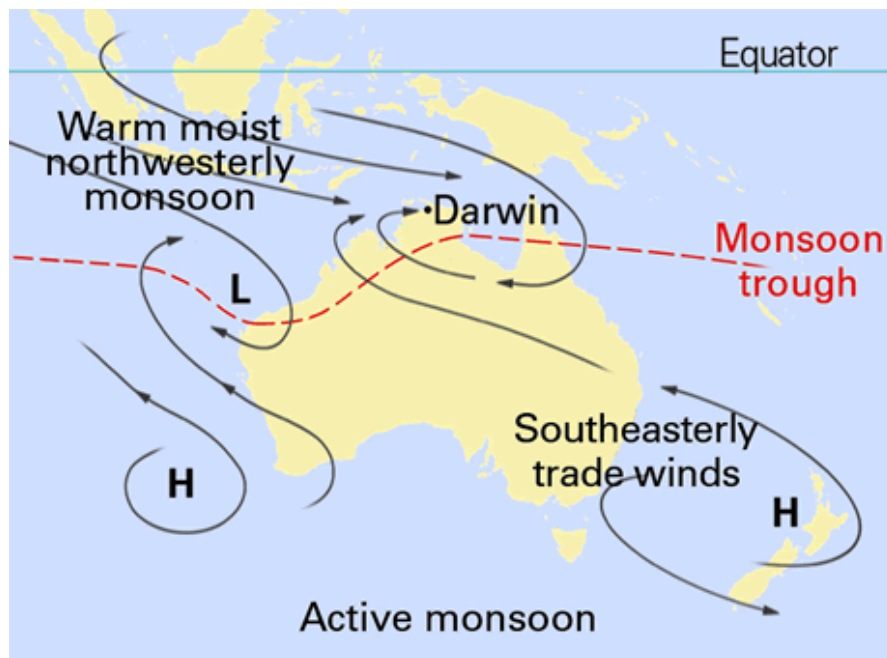 Equator
Warm moist
northwesterly
monsoon
Darwin
Monsoon
trough
L
Southeasterly
trade winds
H
H
Active monsoon